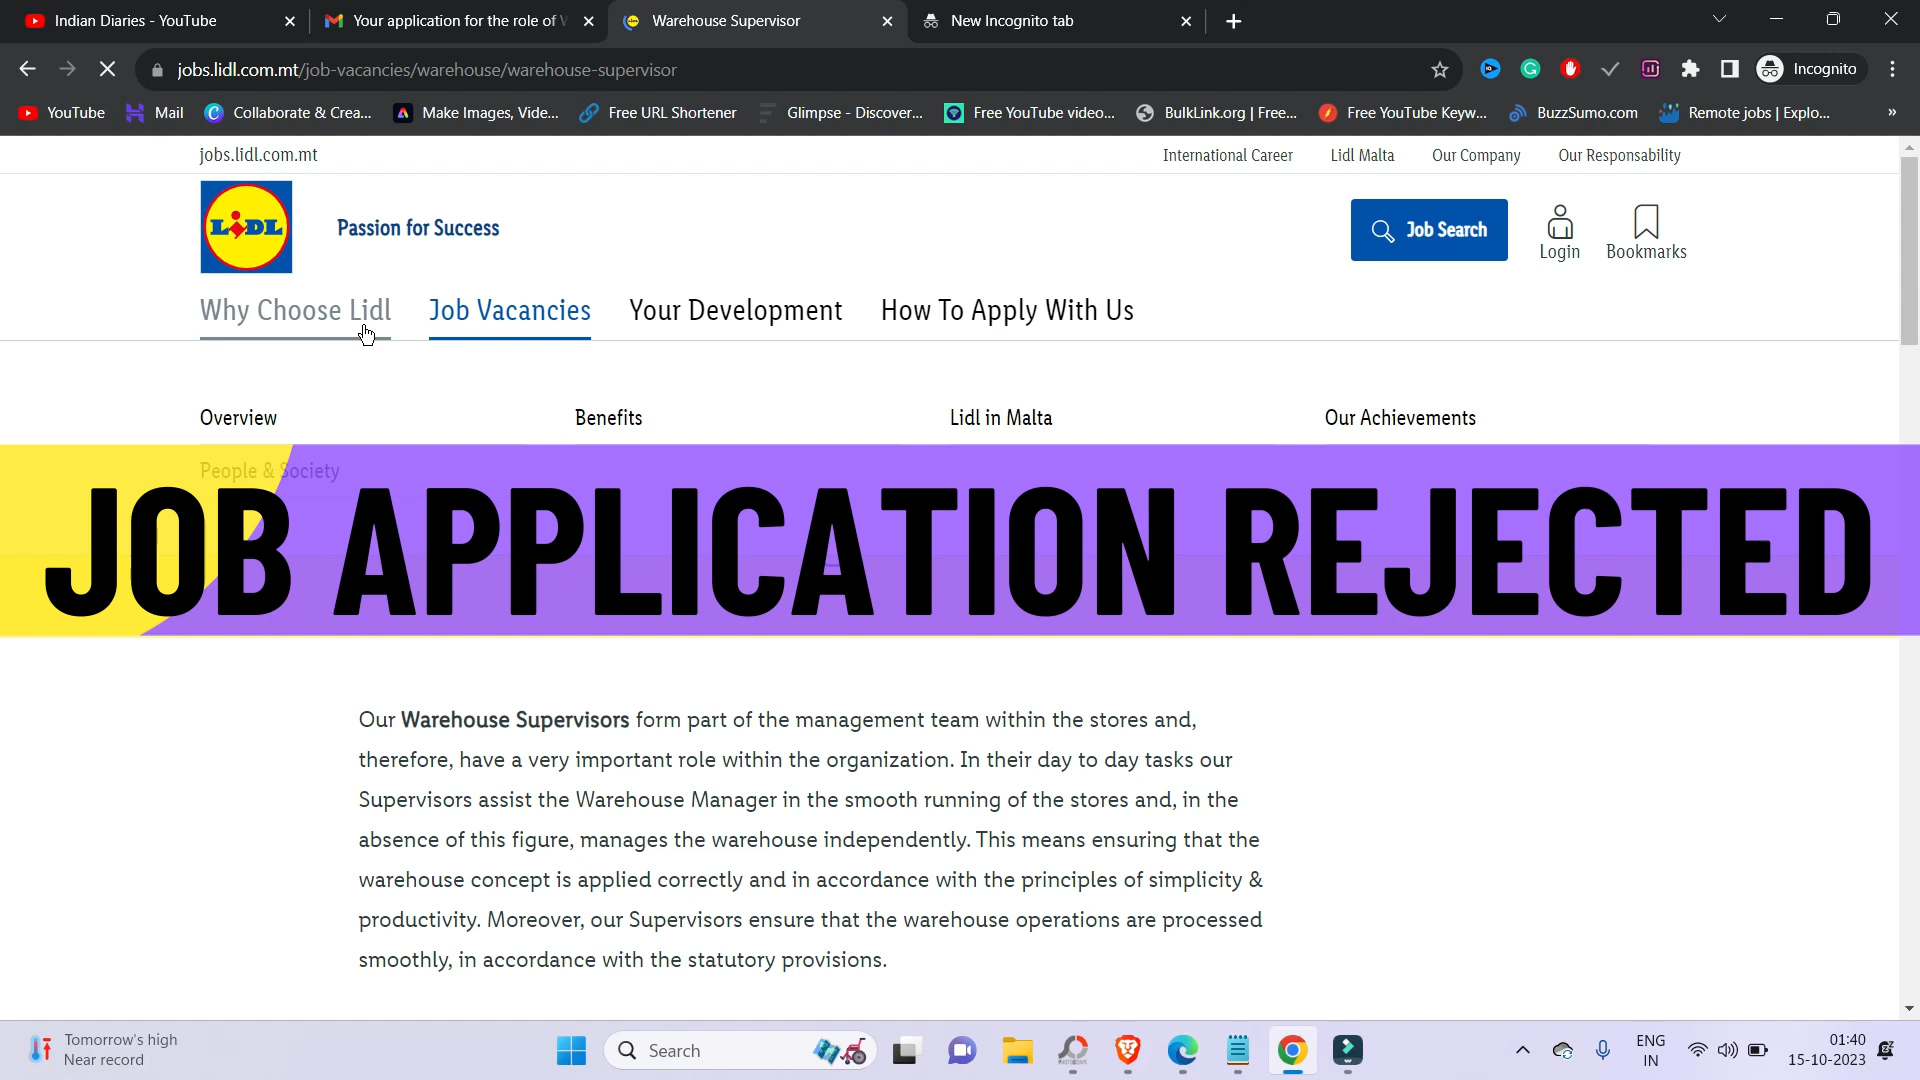 Indian Diaries - YouTube
Your application for the role of
Warehouse Supervisor
New Incognito tab
jobs.lidl.com.mt/job-vacancies/warehouse/warehouse-supervisor
Incognito
YouTube
Mail
Collaborate & Crea...
Make Images, Vide...
Free URL Shortener
Glimpse - Discover...
Free YouTube video...
BulkLink.org | Free...
Free YouTube Keyw...
BuzzSumo.com
Remote jobs | Explo...
»
jobs.lidl.com.mt
International Career
Lidl Malta
Our Company
Our Responsability
LiDL
Passion for Success
Job Search
Login
Bookmarks
Why Choose Lidl
Job Vacancies
Your Development
How To Apply With Us
Overview
Benefits
Lidl in Malta
Our Achievements
People & Society
JOB APPLICATION REJECTED
Our Warehouse Supervisors form part of the management team within the stores and,
therefore, have a very important role within the organization. In their day to day tasks our
Supervisors assist the Warehouse Manager in the smooth running of the stores and, in the
absence of this figure, manages the warehouse independently. This means ensuring that the
warehouse concept is applied correctly and in accordance with the principles of simplicity &
productivity. Moreover, our Supervisors ensure that the warehouse operations are processed
smoothly, in accordance with the statutory provisions.
Tomorrow's high
Near record
Search
ENG
IN
01:40
15-10-2023